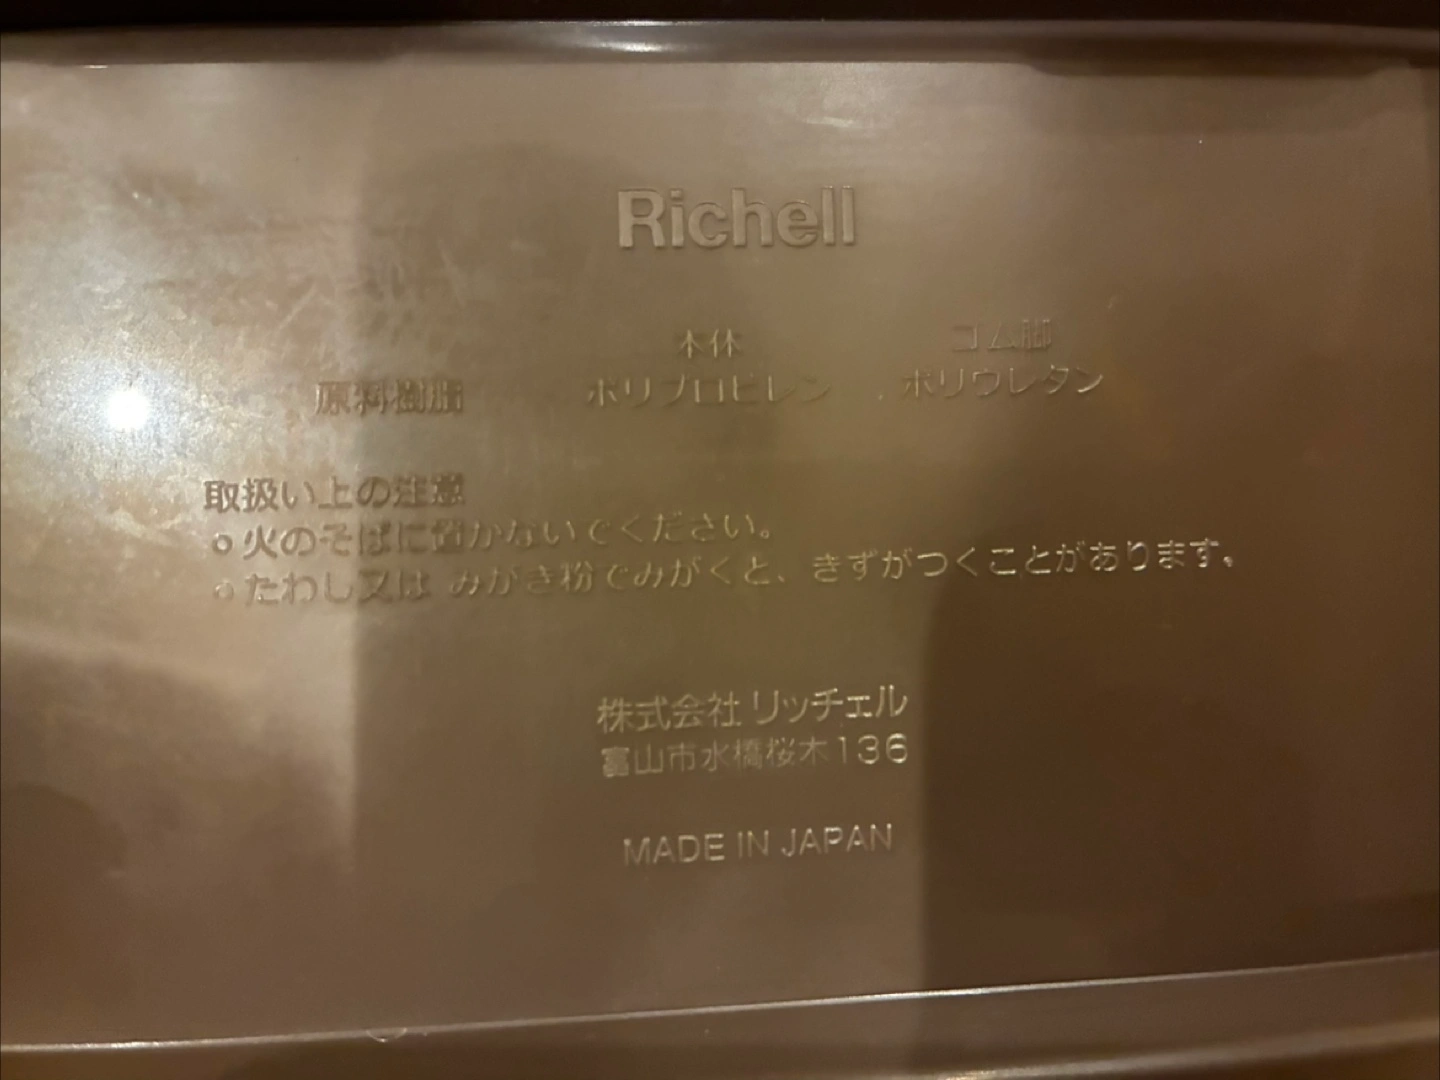 Richell
本体 ゴム脚
原料樹脂 ポリプロピレン . ポリウレタン
取扱い上の注意
o 火のそばに置かないでください。
o たわし又は みがき粉でみがくと、きずがつくことがあります。
株式会社 リッチェル
富山市水橋桜木136
MADE IN JAPAN